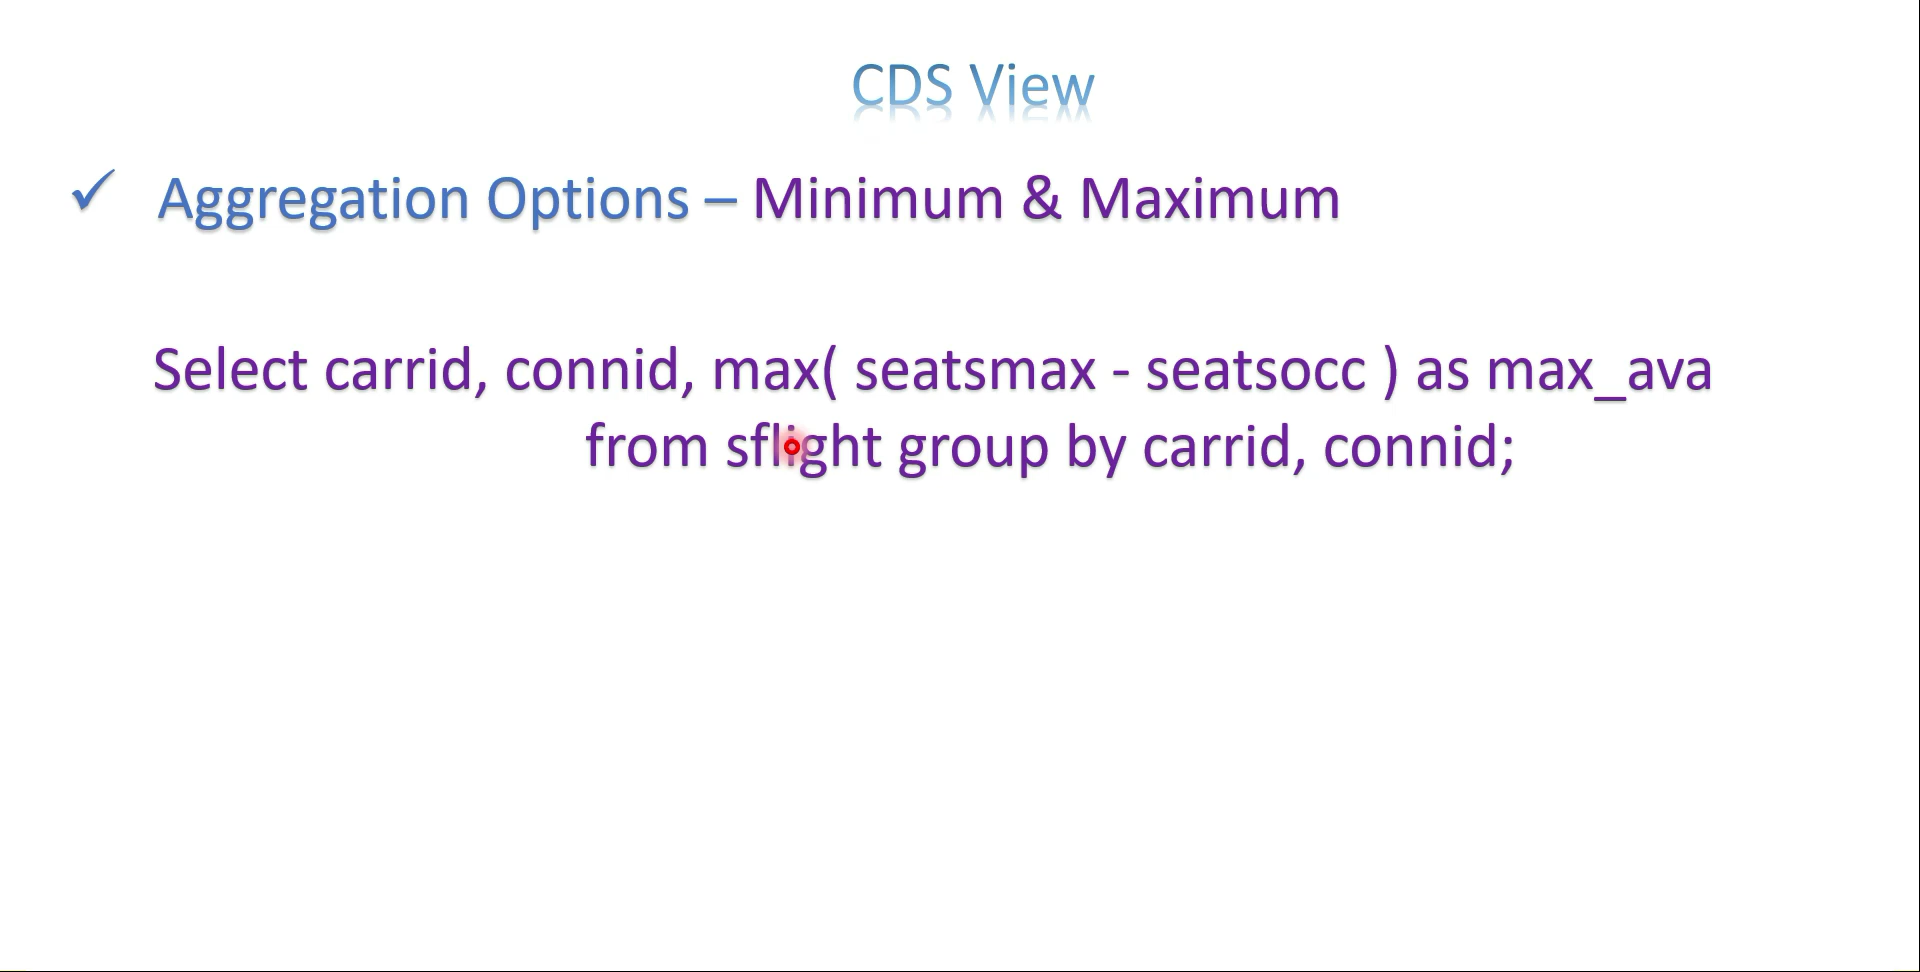 CDS View
✓ Aggregation Options – Minimum & Maximum
Select carrid, connid, max( seatsmax - seatsocc ) as max_ava
from sflight group by carrid, connid;